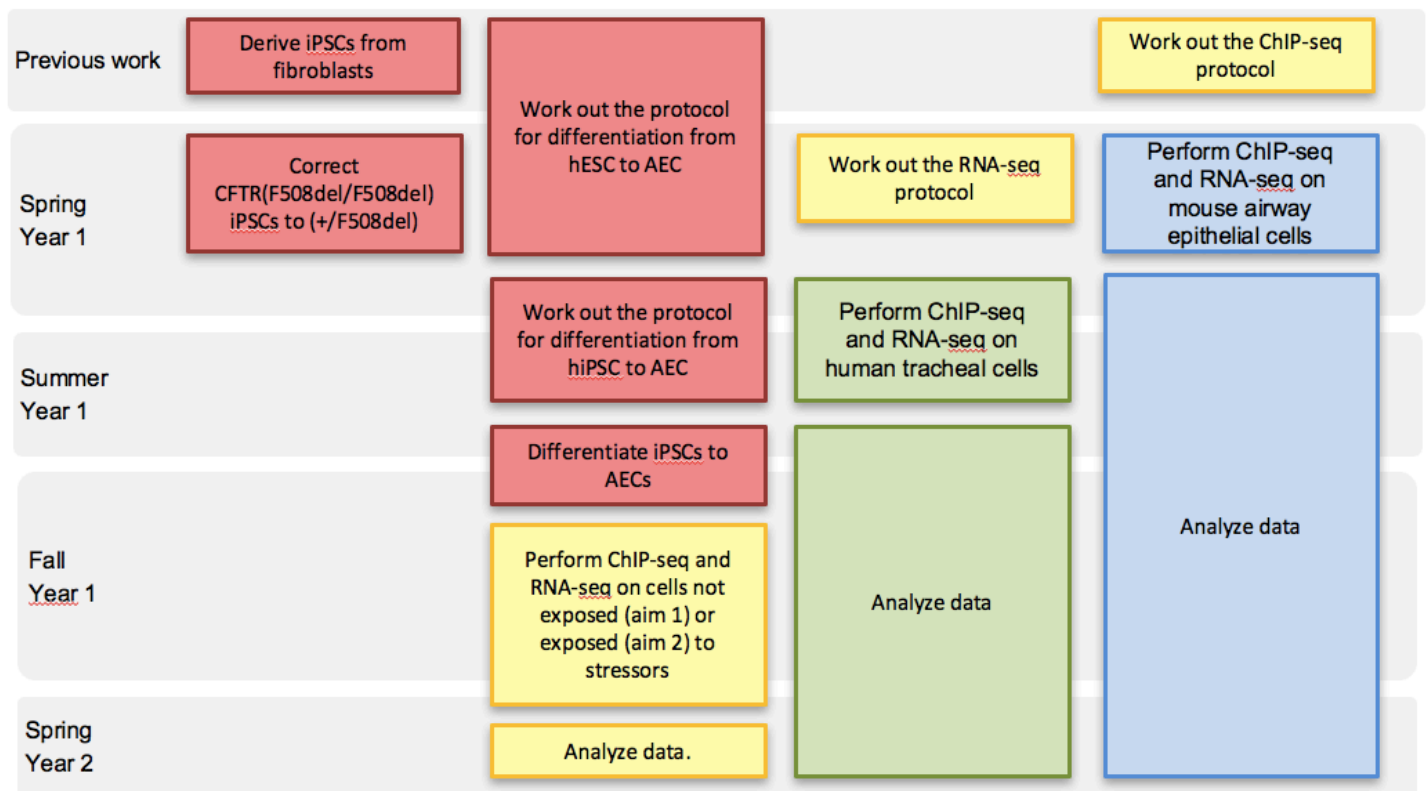 Previous work
Derive iPSCs from
fibroblasts
Work out the protocol
for differentiation from
hESC to AEC
Work out the ChIP-seq
protocol
Spring
Year 1
Correct
CFTR(F508del/F508del)
iPSCs to (+/F508del)
Work out the RNA-seq
protocol
Perform ChIP-seq
and RNA-seq on
mouse airway
epithelial cells
Summer
Year 1
Work out the protocol
for differentiation from
hiPSC to AEC
Perform ChIP-seq
and RNA-seq on
human tracheal cells
Differentiate iPSCs to
AECs
Fall
Year 1
Perform ChIP-seq and
RNA-seq on cells not
exposed (aim 1) or
exposed (aim 2) to
stressors
Analyze data
Analyze data
Spring
Year 2
Analyze data.